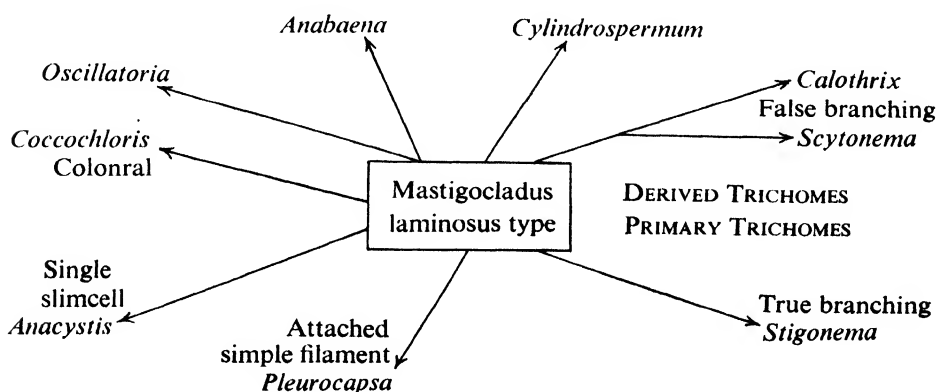 Anabaena
Cylindrospermum
Oscillatoria
Calothrix
False branching
Scytonema
Coccochloris
Colonral
Mastigocladus
laminosus type
DERIVED TRICHOMES
PRIMARY TRICHOMES
Single
slimcell
Anacystis
Attached
simple filament
Pleurocapsa
True branching
Stigonema